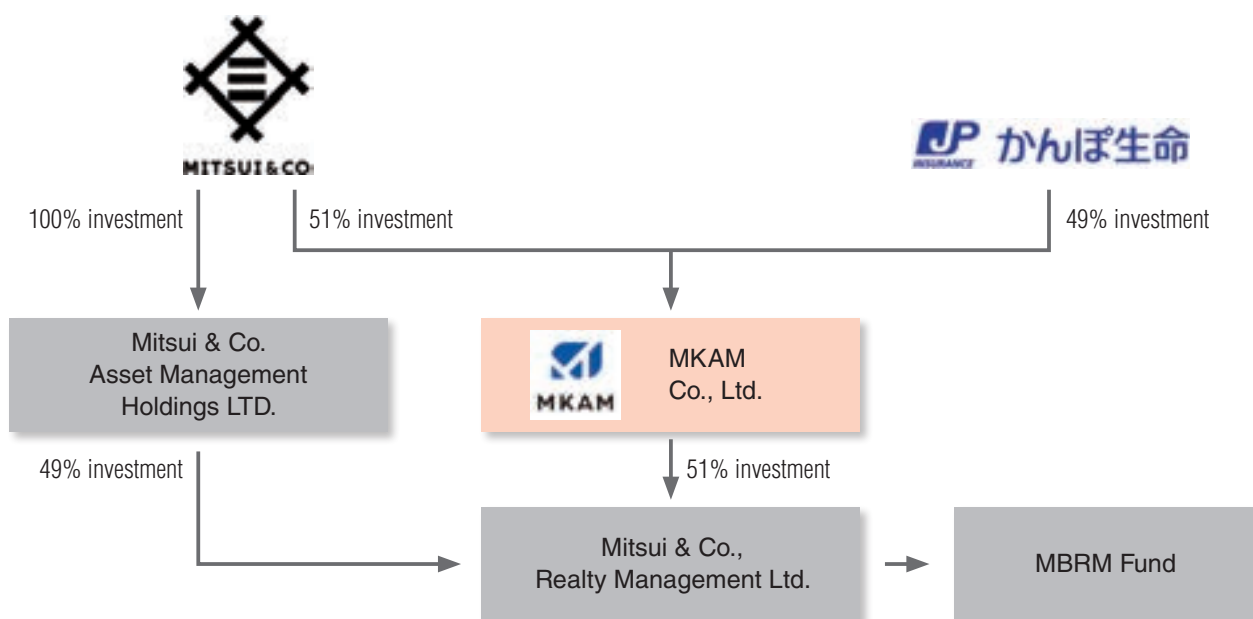 MITSUI & CO
JP
INSURANCE
かんぽ生命
100% investment
51% investment
49% investment
Mitsui & Co.
Asset Management
Holdings LTD.
MKAM
MKAM
Co., Ltd.
49% investment
51% investment
Mitsui & Co.,
Realty Management Ltd.
MBRM Fund